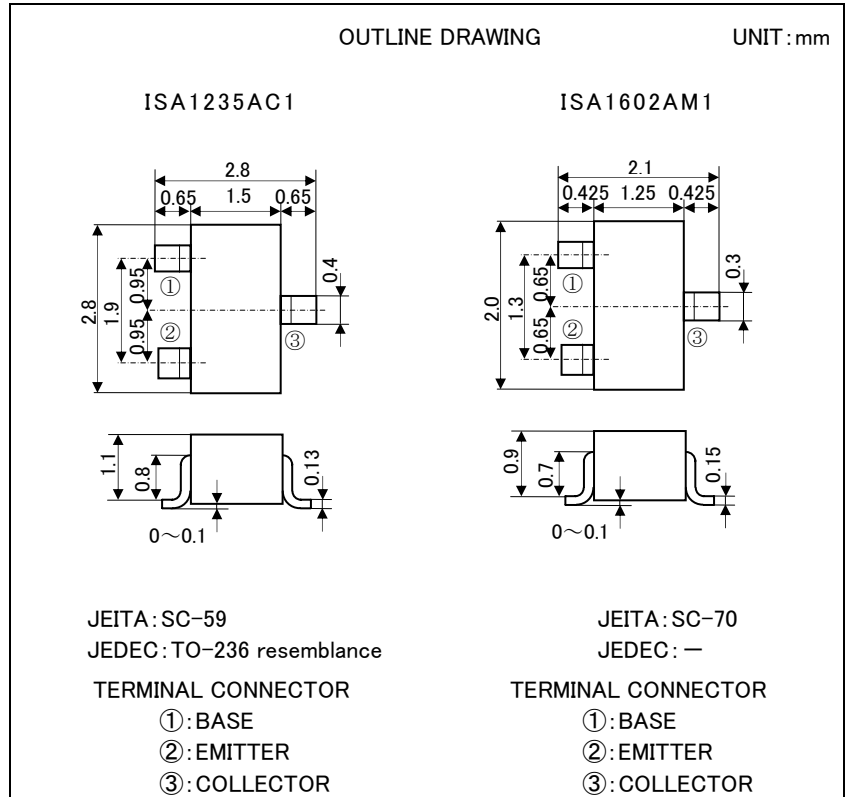 OUTLINE DRAWING UNIT:mm
ISA1235AC1
2.8
0.65 1.5 0.65
2.8
1.9
0.95
0.95
0.4
①
②
③
1.1
0.8
0.13
0~0.1
JEITA:SC-59
JEDEC:TO-236 resemblance
TERMINAL CONNECTOR
①:BASE
②:EMITTER
③:COLLECTOR
ISA1602AM1
2.1
0.425 1.25 0.425
2.0
1.3
0.65
0.65
0.3
①
②
③
0.9
0.7
0.15
0~0.1
JEITA:SC-70
JEDEC:-
TERMINAL CONNECTOR
①:BASE
②:EMITTER
③:COLLECTOR